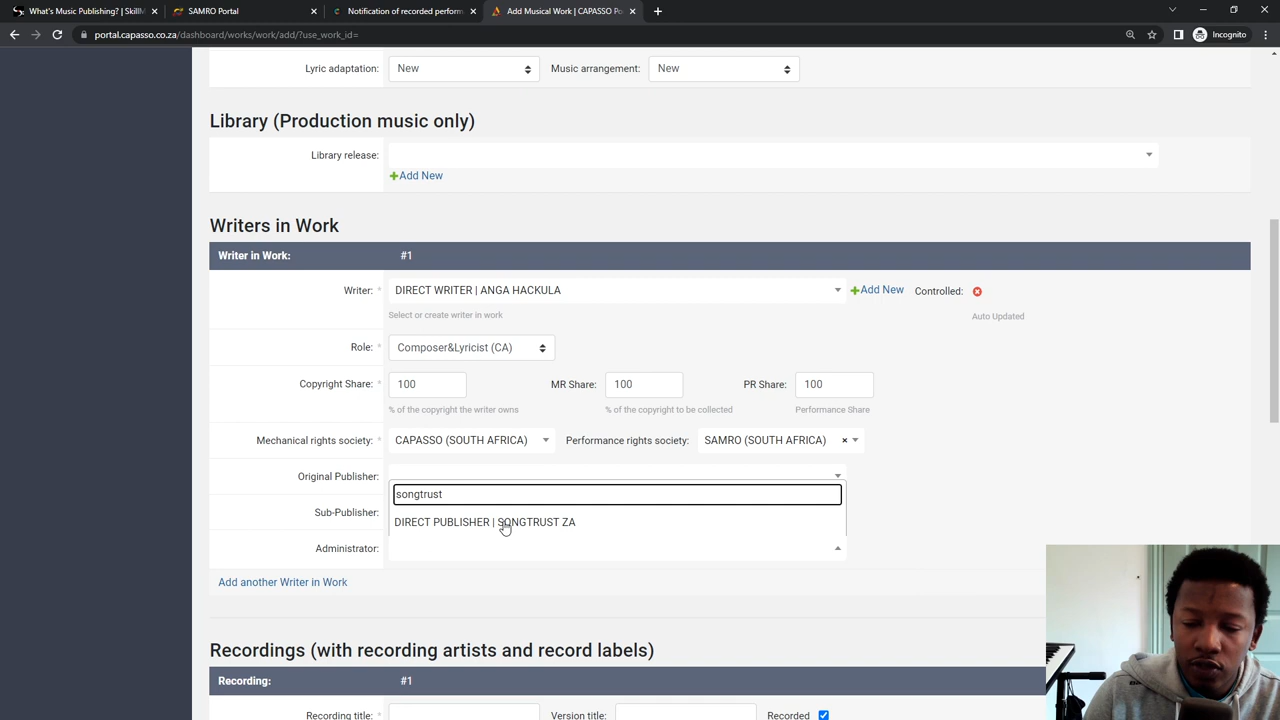 What's Music Publishing? | SkillM
SAMRO Portal
Notification of recorded performan
Add Musical Work | CAPASSO Po
portal.capasso.co.za/dashboard/works/work/add/?use_work_id=
Incognito
Lyric adaptation: New Music arrangement: New
Library (Production music only)
Library release:
Add New
Writers in Work
Writer in Work: #1
Writer: * DIRECT WRITER | ANGA HACKULA Add New Controlled:
Select or create writer in work Auto Updated
Role: * Composer&Lyricist (CA)
Copyright Share: * 100 MR Share: 100 PR Share: 100
% of the copyright the writer owns % of the copyright to be collected Performance Share
Mechanical rights society: * CAPASSO (SOUTH AFRICA) Performance rights society: SAMRO (SOUTH AFRICA) ×
Original Publisher:
songtrust
Sub-Publisher:
DIRECT PUBLISHER | SONGTRUST ZA
Administrator:
Add another Writer in Work
Recordings (with recording artists and record labels)
Recording: #1
Recording title: * Version title: Recorded